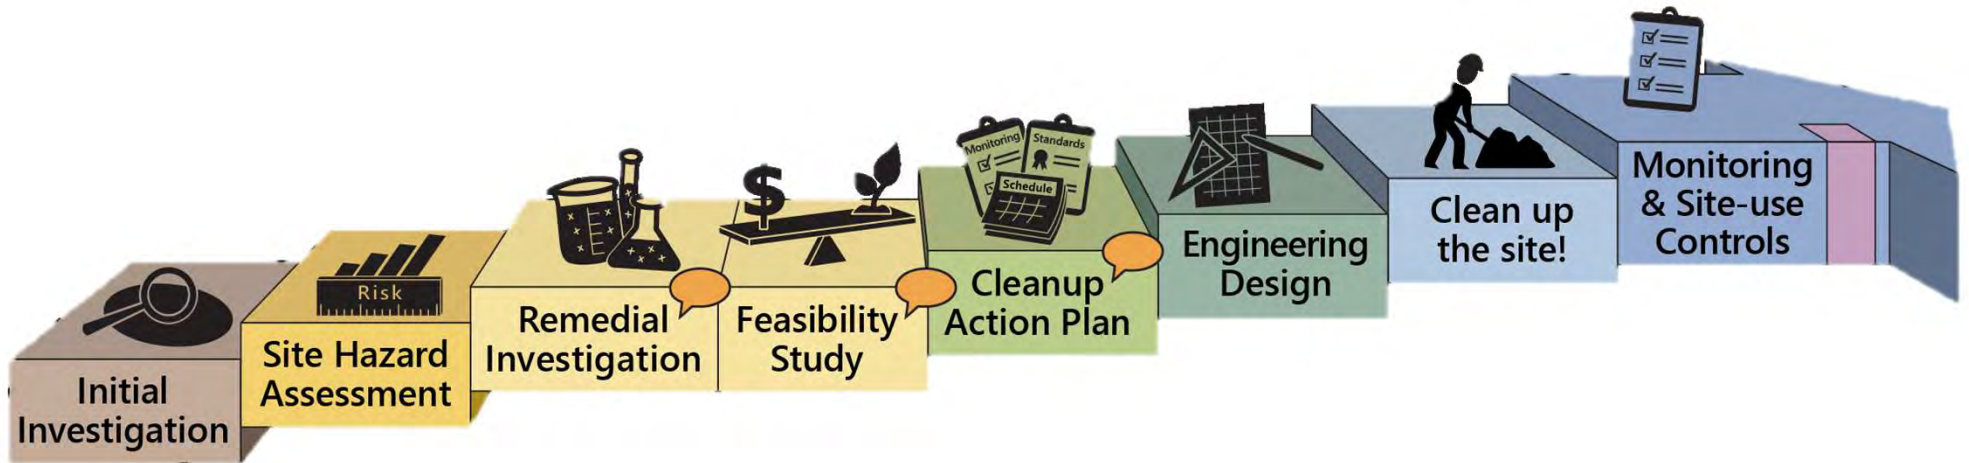 Initial
Investigation
Risk
Site Hazard
Assessment
Remedial
Investigation
$
Feasibility
Study
Monitoring
Standards
Schedule
Cleanup
Action Plan
Engineering
Design
Clean up
the site!
Monitoring
& Site-use
Controls